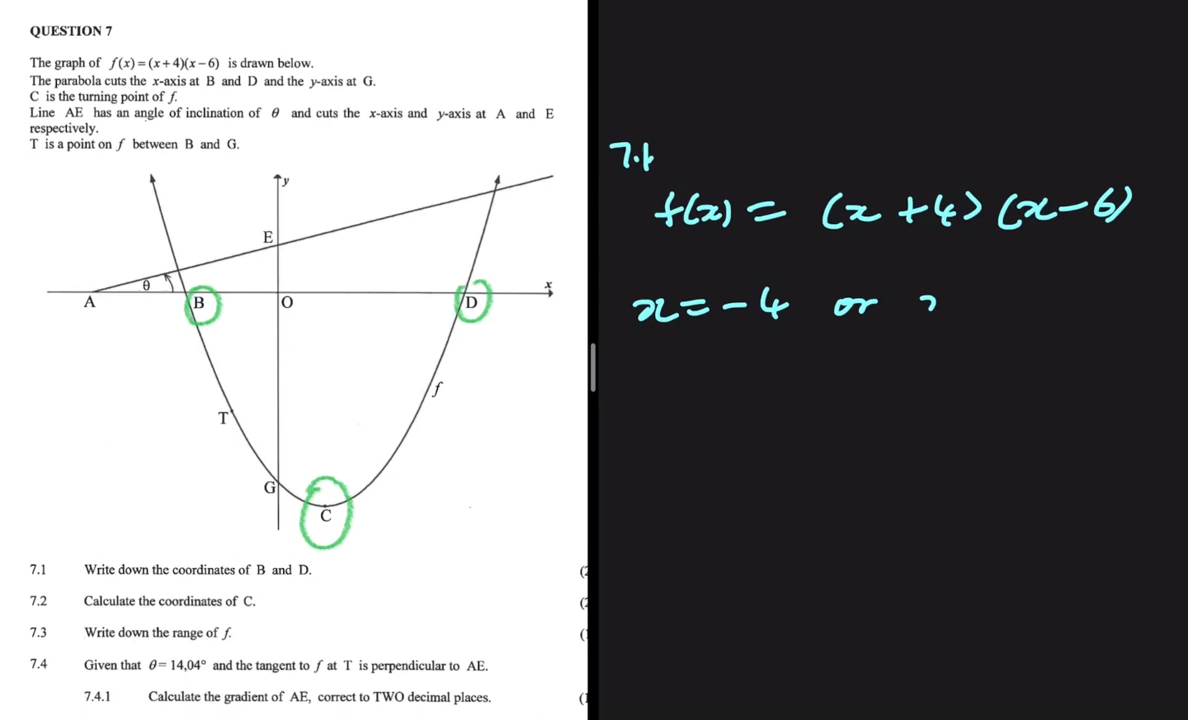 QUESTION 7
The graph of f(x)=(x+4)(x−6) is drawn below.
The parabola cuts the x-axis at B and D and the y-axis at G.
C is the turning point of f.
Line AE has an angle of inclination of θ and cuts the x-axis and y-axis at A and E
respectively.
T is a point on f between B and G.
y
E
θ
x
A
B
O
D
f
T
G
C
7.1 Write down the coordinates of B and D.
7.2 Calculate the coordinates of C.
7.3 Write down the range of f.
7.4 Given that θ=14,04° and the tangent to f at T is perpendicular to AE.
7.4.1 Calculate the gradient of AE, correct to TWO decimal places.
7.1
f(x) = (x+4)(x−6)
x=−4 or